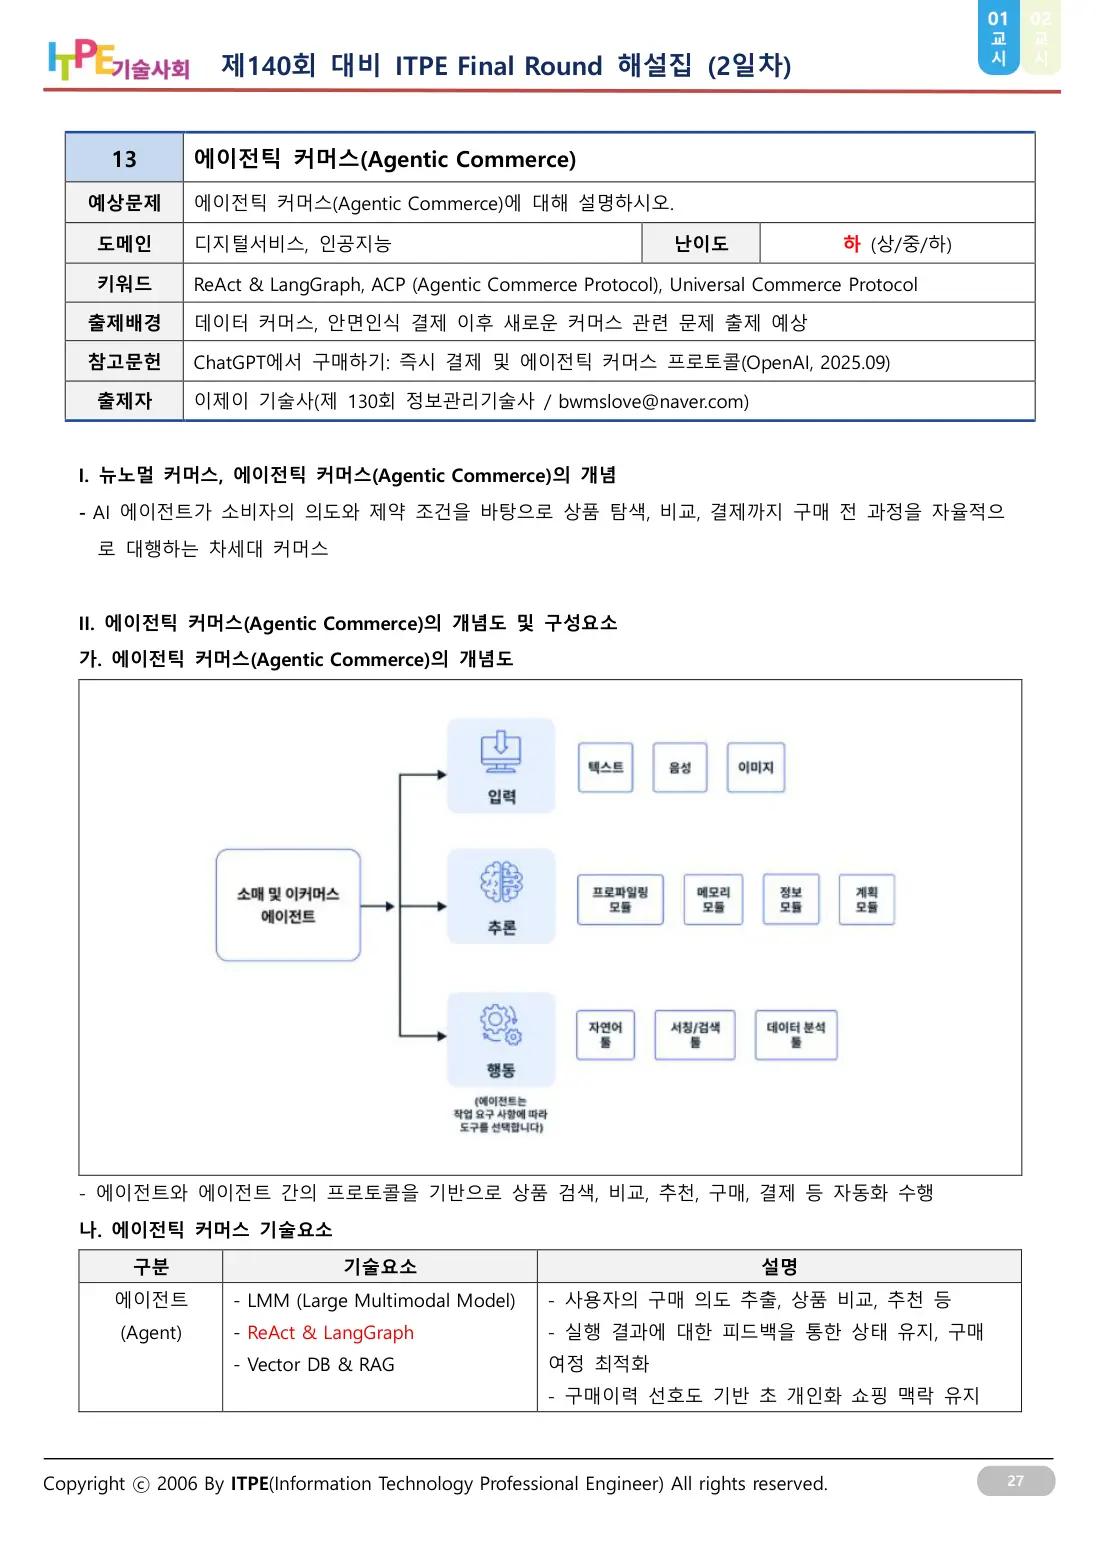 ITPE기술사회 제140회 대비 ITPE Final Round 해설집 (2일차)
01 교 시
02 교 시
13 에이전틱 커머스(Agentic Commerce)
예상문제 에이전틱 커머스(Agentic Commerce)에 대해 설명하시오.
도메인 디지털서비스, 인공지능 난이도 하 (상/중/하)
키워드 ReAct & LangGraph, ACP (Agentic Commerce Protocol), Universal Commerce Protocol
출제배경 데이터 커머스, 안면인식 결제 이후 새로운 커머스 관련 문제 출제 예상
참고문헌 ChatGPT에서 구매하기: 즉시 결제 및 에이전틱 커머스 프로토콜(OpenAI, 2025.09)
출제자 이제이 기술사(제 130회 정보관리기술사 / bwmslove@naver.com)
I. 뉴노멀 커머스, 에이전틱 커머스(Agentic Commerce)의 개념
- AI 에이전트가 소비자의 의도와 제약 조건을 바탕으로 상품 탐색, 비교, 결제까지 구매 전 과정을 자율적으
로 대행하는 차세대 커머스
II. 에이전틱 커머스(Agentic Commerce)의 개념도 및 구성요소
가. 에이전틱 커머스(Agentic Commerce)의 개념도
소매 및 이커머스
에이전트
입력
텍스트 음성 이미지
추론
프로파일링 모듈
메모리 모듈
정보 모듈
계획 모듈
행동
자연어 툴
서칭/검색 툴
데이터 분석 툴
(에이전트는
작업 요구 사항에 따라
도구를 선택합니다)
- 에이전트와 에이전트 간의 프로토콜을 기반으로 상품 검색, 비교, 추천, 구매, 결제 등 자동화 수행
나. 에이전틱 커머스 기술요소
구분 기술요소 설명
에이전트
(Agent)
- LMM (Large Multimodal Model)
- ReAct & LangGraph
- Vector DB & RAG
- 사용자의 구매 의도 추출, 상품 비교, 추천 등
- 실행 결과에 대한 피드백을 통한 상태 유지, 구매
여정 최적화
- 구매이력 선호도 기반 초 개인화 쇼핑 맥락 유지
Copyright ⓒ 2006 By ITPE(Information Technology Professional Engineer) All rights reserved.
27